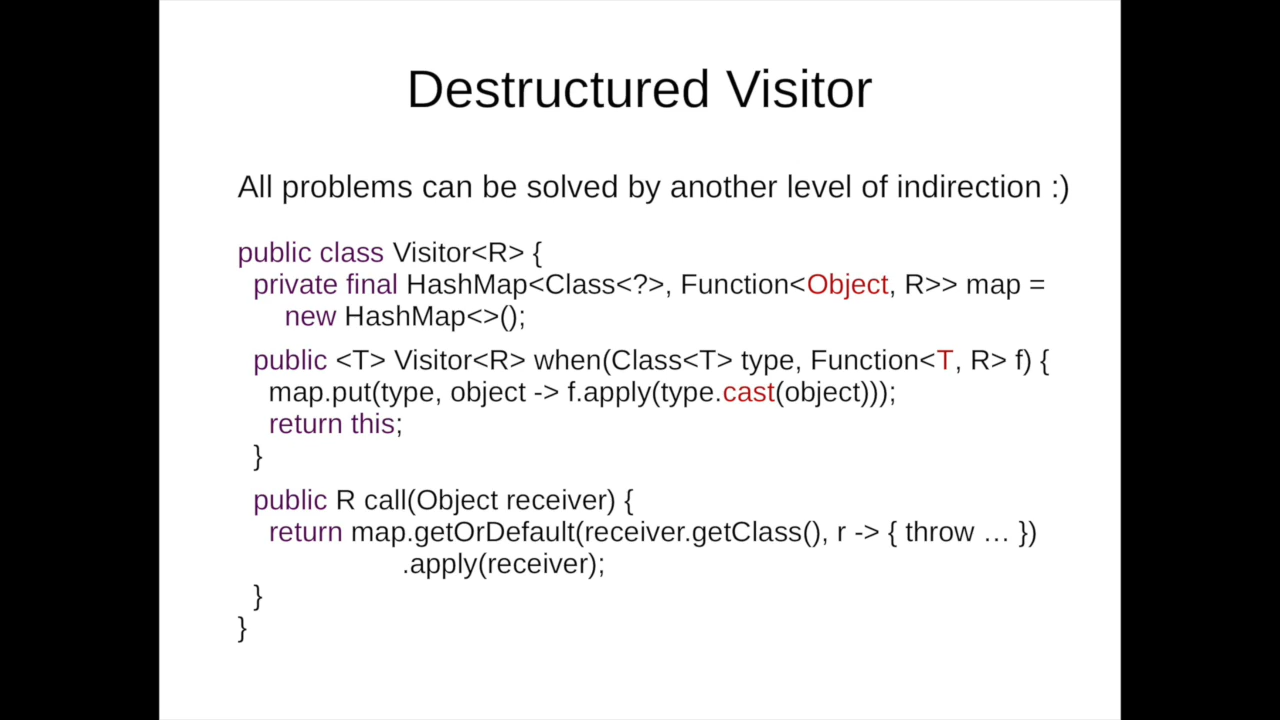 Destructured Visitor
All problems can be solved by another level of indirection :)
public class Visitor<R> {
private final HashMap<Class<?>, Function<Object, R>> map =
new HashMap<>();
public <T> Visitor<R> when(Class<T> type, Function<T, R> f) {
map.put(type, object -> f.apply(type.cast(object)));
return this;
}
public R call(Object receiver) {
return map.getOrDefault(receiver.getClass(), r -> { throw … })
.apply(receiver);
}
}